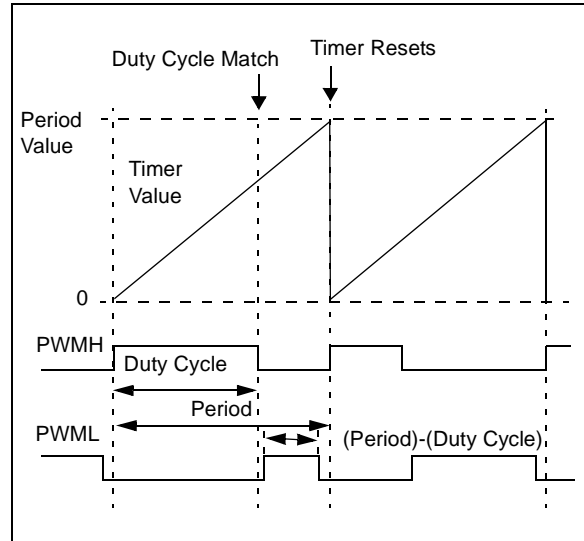 Duty Cycle Match
Timer Resets
Period
Value
Timer
Value
0
PWMH
Duty Cycle
Period
PWML
(Period)-(Duty Cycle)